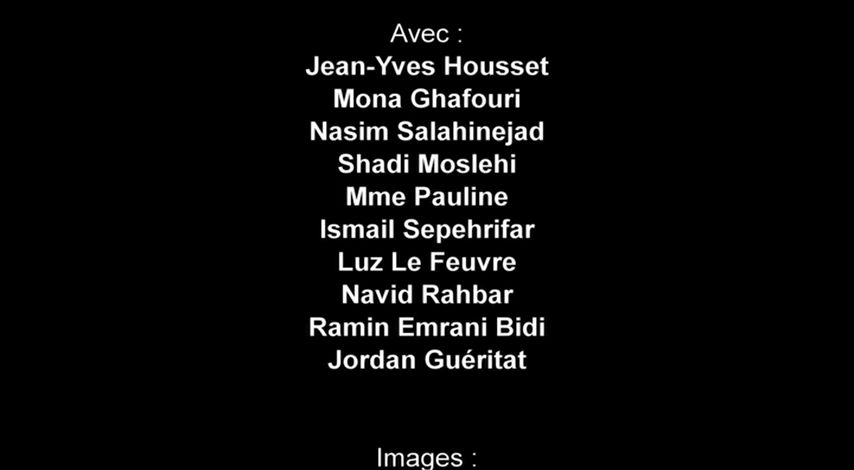 Avec :
Jean-Yves Housset
Mona Ghafouri
Nasim Salahinejad
Shadi Moslehi
Mme Pauline
Ismail Sepehrifar
Luz Le Feuvre
Navid Rahbar
Ramin Emrani Bidi
Jordan Guéritat
Images :